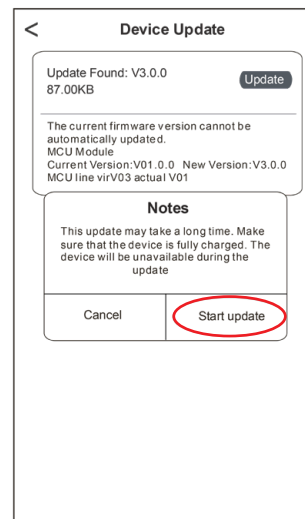 < Device Update
Update Found: V3.0.0
87.00KB
Update
The current firmware version cannot be
automatically updated.
MCU Module
Current Version:V01.0.0 New Version:V3.0.0
MCU line virV03 actual V01
Notes
This update may take a long time. Make
sure that the device is fully charged. The
device will be unavailable during the
update
Cancel
Start update